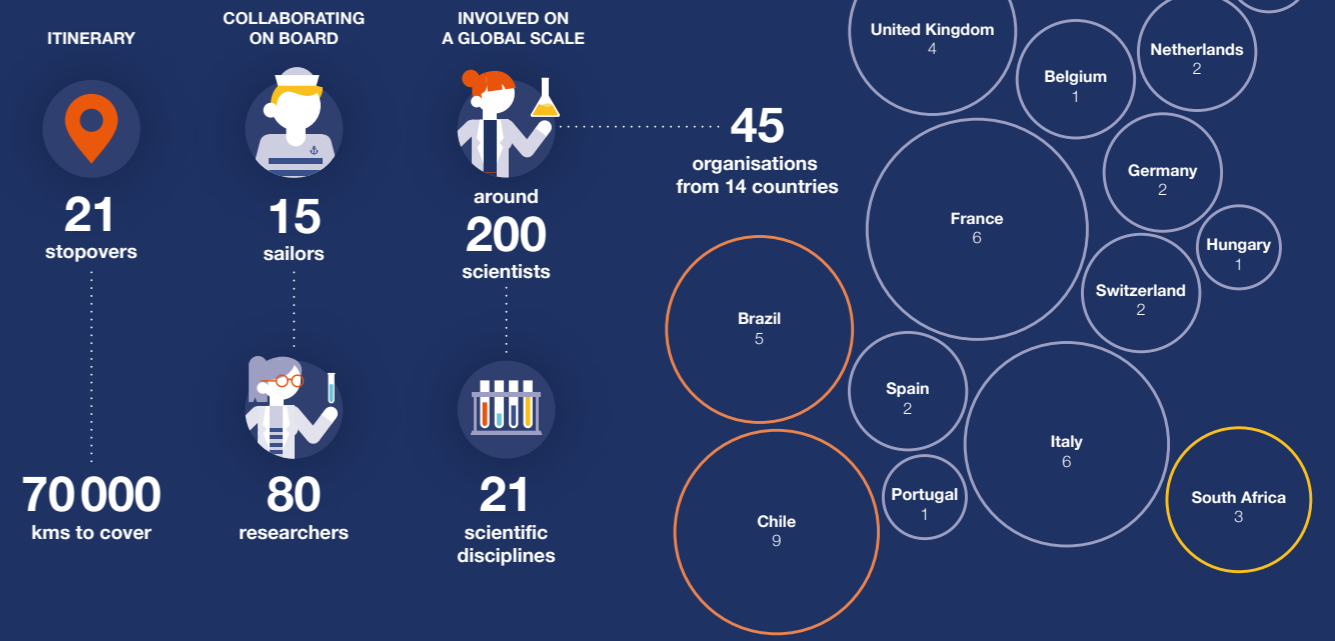 ITINERARY
21
stopovers
70 000
kms to cover
COLLABORATING
ON BOARD
15
sailors
80
researchers
INVOLVED ON
A GLOBAL SCALE
around
200
scientists
21
scientific
disciplines
45
organisations
from 14 countries
United Kingdom
4
Belgium
1
Netherlands
2
Germany
2
France
6
Hungary
1
Switzerland
2
Brazil
5
Spain
2
Italy
6
Portugal
1
Chile
9
South Africa
3